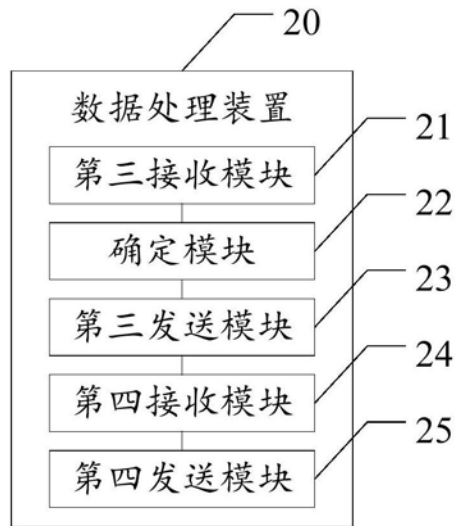 20
数据处理装置
第三接收模块
21
确定模块
22
第三发送模块
23
第四接收模块
24
第四发送模块
25